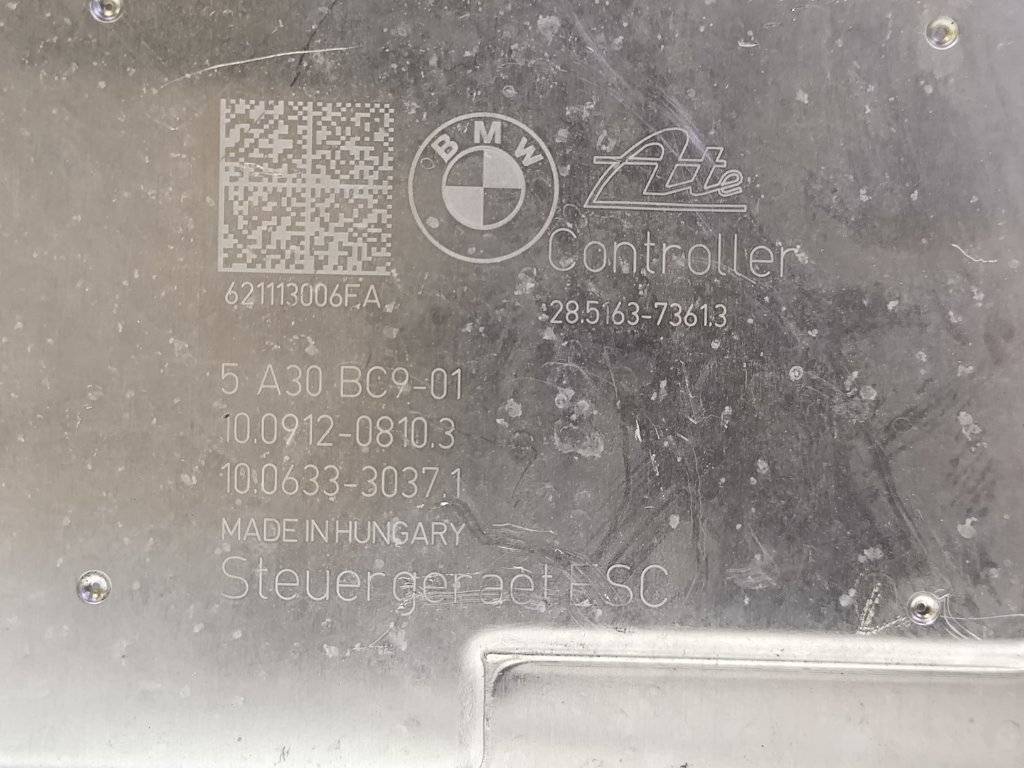 BMW
Ate
Controller
621113006FA
28.5163-7361.3
5 A30 BC9-01
10.0912-0810.3
10.0633-3037.1
MADE IN HUNGARY
Steuergeraet ESC